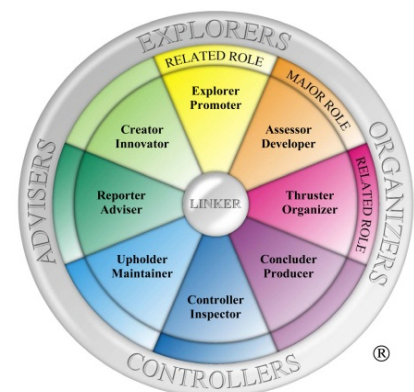 EXPLORERS
RELATED ROLE
MAJOR ROLE
Explorer
Promoter
Creator
Innovator
Assessor
Developer
ADVISERS
ORGANIZERS
Reporter
Adviser
LINKER
Thruster
Organizer
RELATED ROLE
Upholder
Maintainer
Concluder
Producer
Controller
Inspector
CONTROLLERS
®